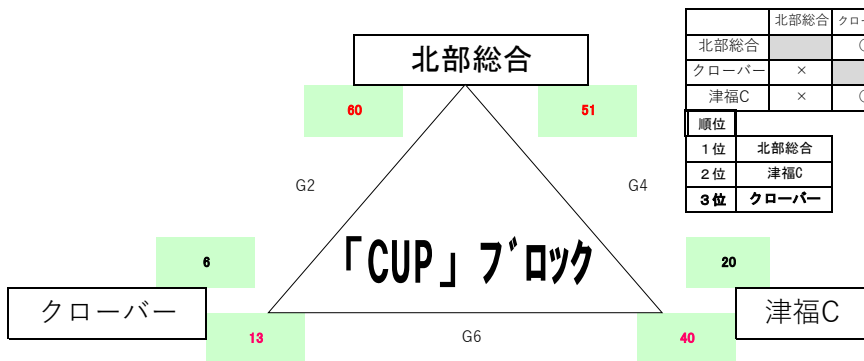 北部総合
60
51
G2
G4
「CUP」ブロック
6
20
クローバー
津福C
13
G6
40
北部総合
北部総合
クローバー ×
津福C ×
順位
1位 北部総合
2位 津福C
3位 クローバー